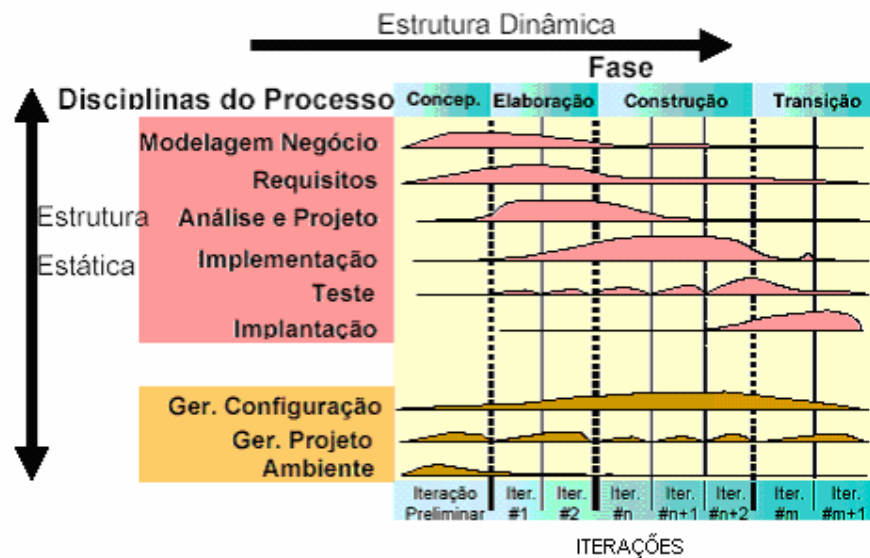 Estrutura Dinâmica
Fase
Disciplinas do Processo
Concep. Elaboração Construção Transição
Modelagem Negócio
Requisitos
Estrutura
Análise e Projeto
Estática
Implementação
Teste
Implantação
Ger. Configuração
Ger. Projeto
Ambiente
Iteração Preliminar
Iter. #1
Iter. #2
Iter. #n
Iter. #n+1
Iter. #n+2
Iter. #m
Iter. #m+1
ITERAÇÕES